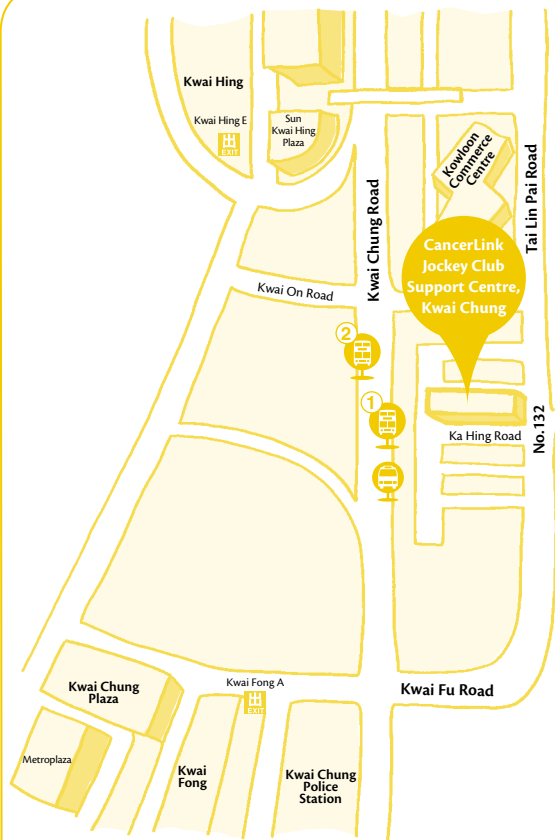 Kwai Hing
Kwai Hing E
EXIT
Sun
Kwai Hing
Plaza
Kowloon
Commerce
Centre
Tai Lin Pai Road
Kwai Chung Road
CancerLink
Jockey Club
Support Centre,
Kwai Chung
Kwai On Road
2
1
Ka Hing Road
No.132
Kwai Fong A
EXIT
Kwai Fu Road
Kwai Chung
Plaza
Metroplaza
Kwai
Fong
Kwai Chung
Police
Station